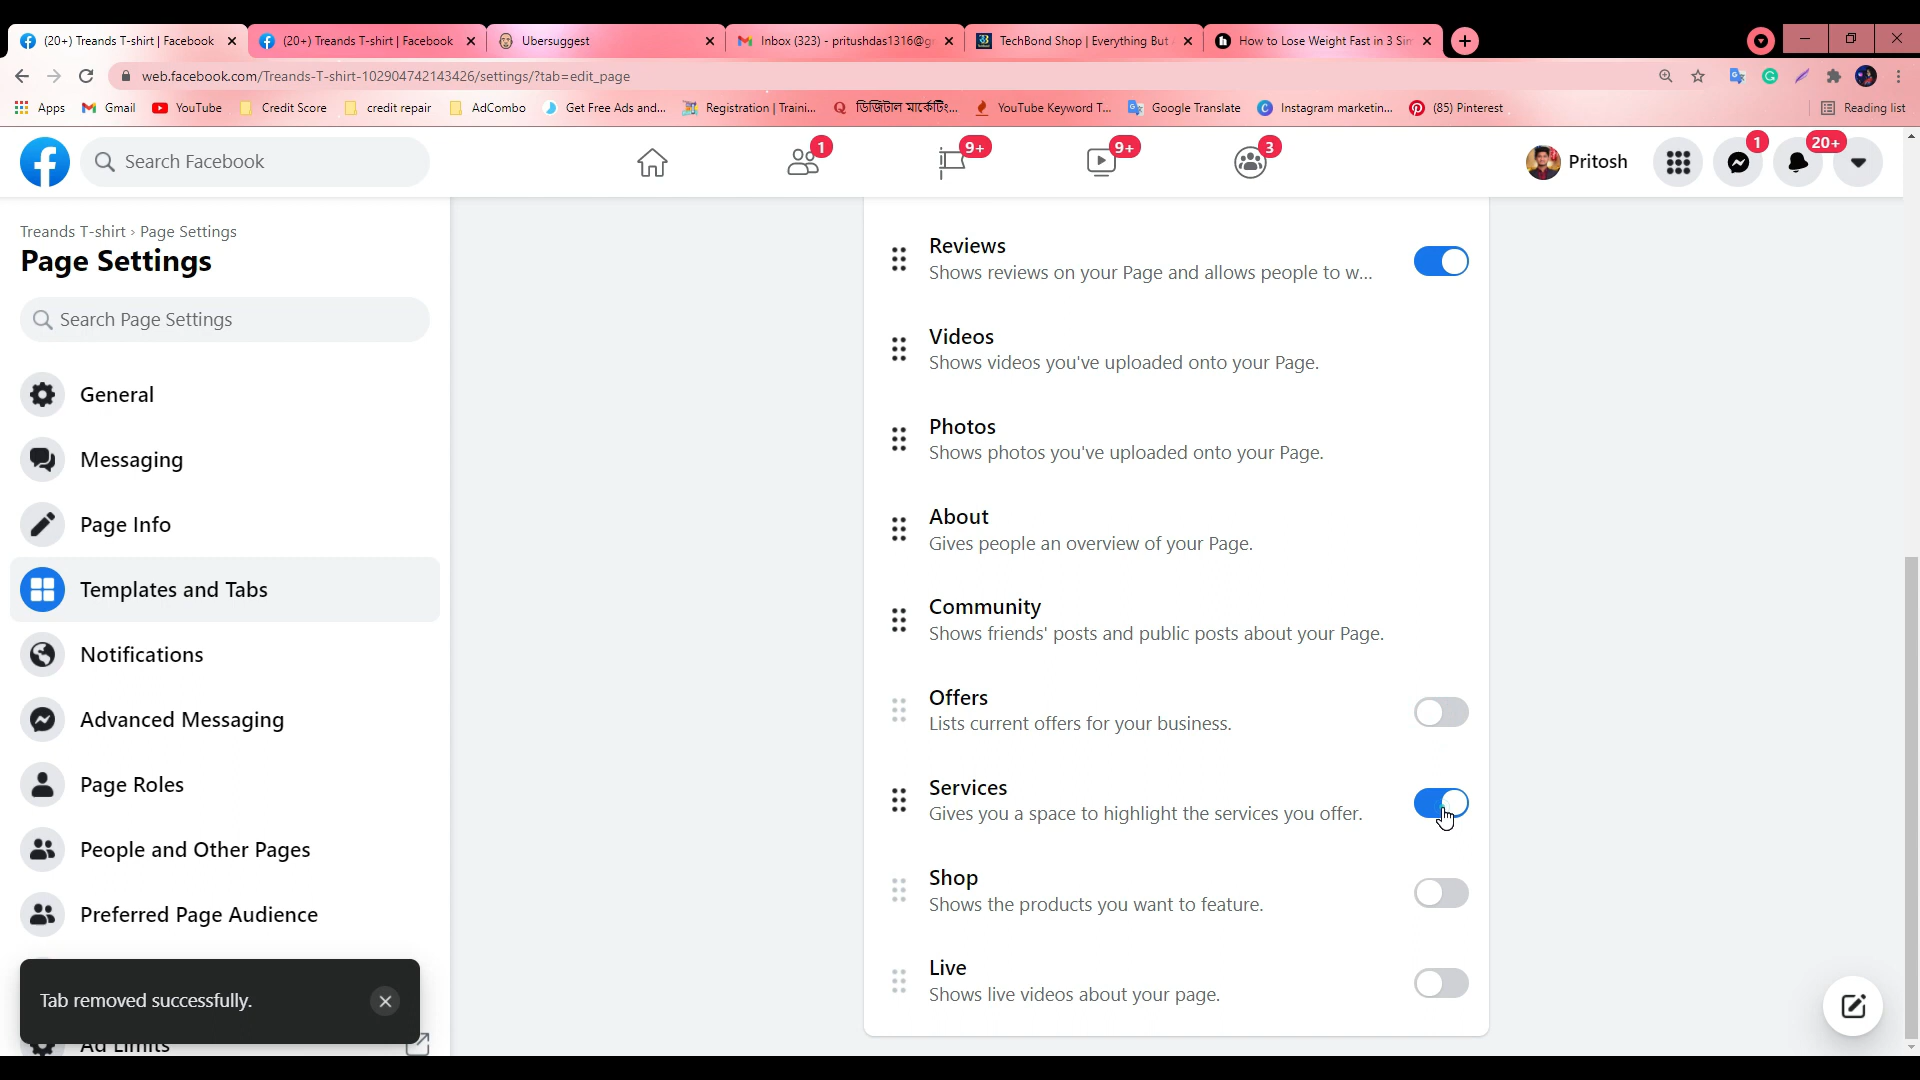 (20+) Treands T-shirt | Facebook
(20+) Treands T-shirt | Facebook
Ubersuggest
Inbox (323) - pritushdas1316@g
TechBond Shop | Everything But
How to Lose Weight Fast in 3 Sim
web.facebook.com/Treands-T-shirt-102904742143426/settings/?tab=edit_page
Apps
Gmail
YouTube
Credit Score
credit repair
AdCombo
Get Free Ads and...
Registration | Traini...
ডিজিটাল মার্কেটিং...
YouTube Keyword T...
Google Translate
Instagram marketin...
(85) Pinterest
Reading list
Search Facebook
1
9+
9+
3
Pritosh
1
20+
Treands T-shirt › Page Settings
Page Settings
Search Page Settings
General
Messaging
Page Info
Templates and Tabs
Notifications
Advanced Messaging
Page Roles
People and Other Pages
Preferred Page Audience
Tab removed successfully.
Ad Limits
Reviews
Shows reviews on your Page and allows people to w...
Videos
Shows videos you've uploaded onto your Page.
Photos
Shows photos you've uploaded onto your Page.
About
Gives people an overview of your Page.
Community
Shows friends' posts and public posts about your Page.
Offers
Lists current offers for your business.
Services
Gives you a space to highlight the services you offer.
Shop
Shows the products you want to feature.
Live
Shows live videos about your page.